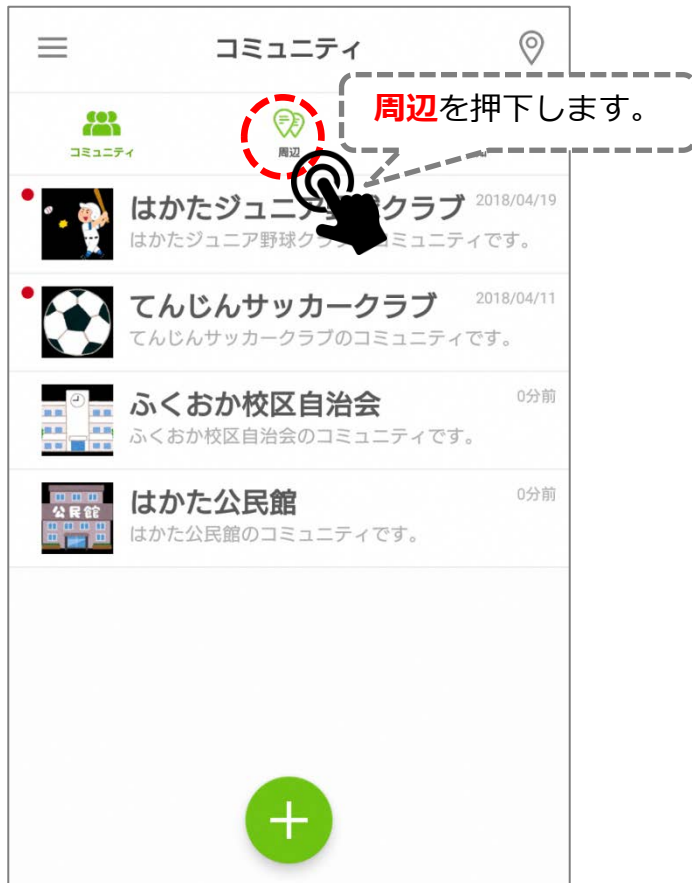 コミュニティ
周辺を押下します。
コミュニティ
周辺
はかたジュニア野球クラブ 2018/04/19
はかたジュニア野球クラブ コミュニティです。
てんじんサッカークラブ 2018/04/11
てんじんサッカークラブのコミュニティです。
ふくおか校区自治会 0分前
ふくおか校区自治会のコミュニティです。
公民館
はかた公民館 0分前
はかた公民館のコミュニティです。